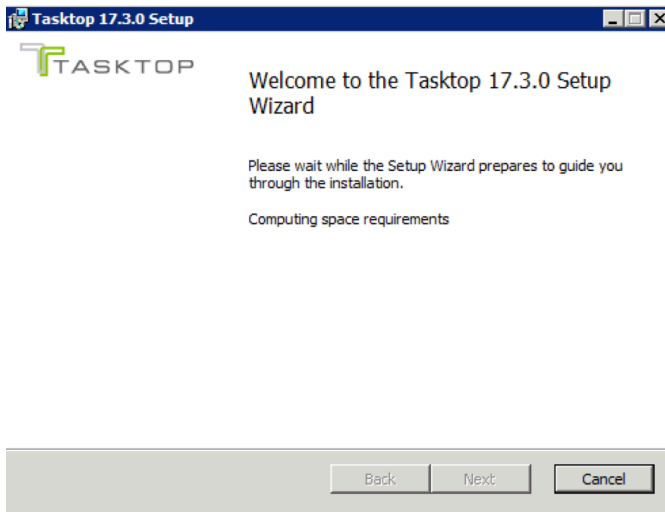 Tasktop 17.3.0 Setup
TASKTOP
Welcome to the Tasktop 17.3.0 Setup
Wizard
Please wait while the Setup Wizard prepares to guide you
through the installation.
Computing space requirements
Back
Next
Cancel